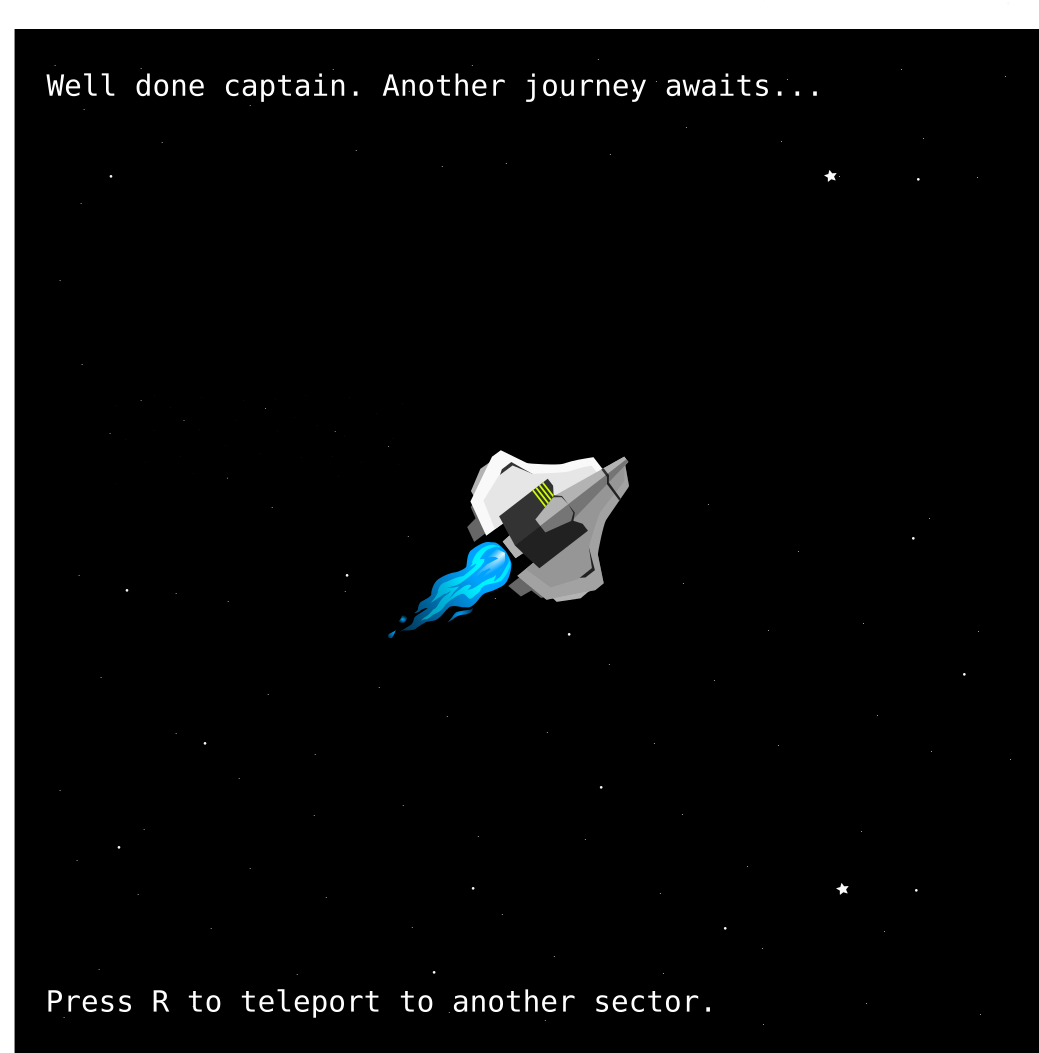 Well done captain. Another journey awaits...
Press R to teleport to another sector.